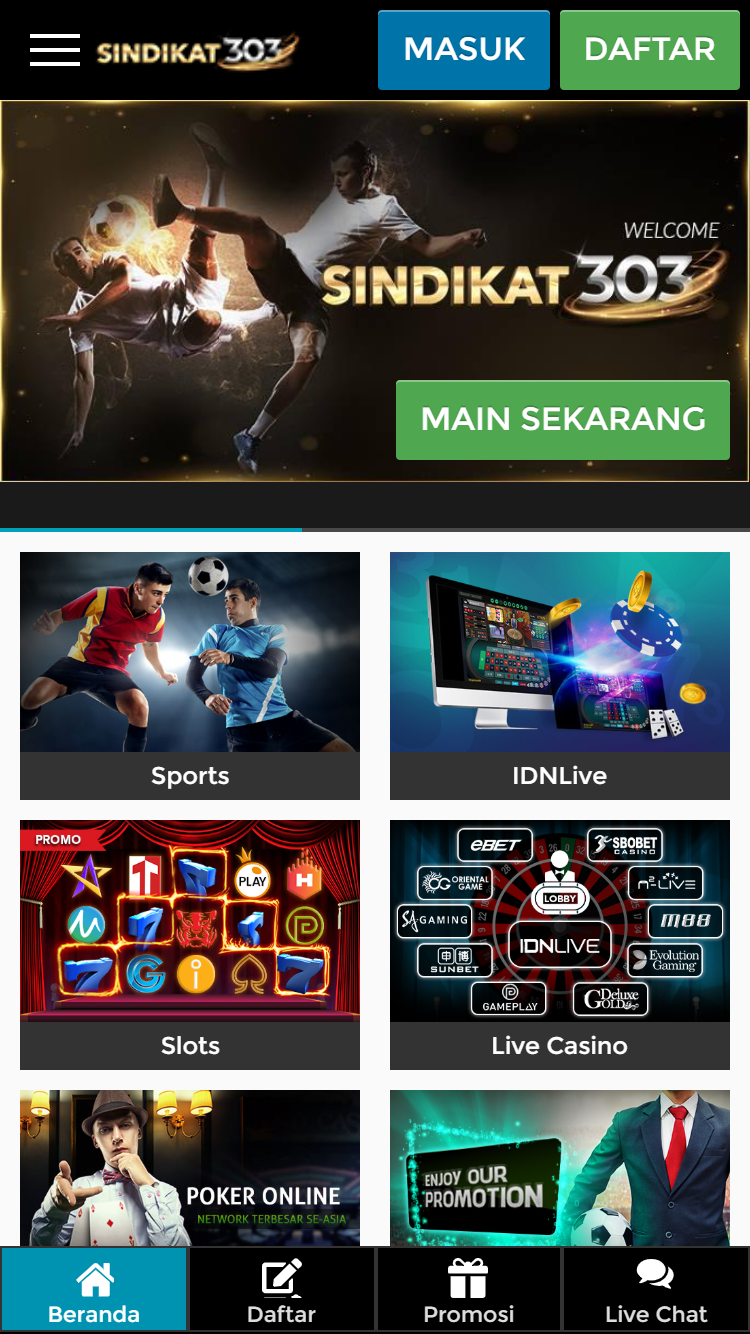 SINDIKAT303
MASUK
DAFTAR
WELCOME
SINDIKAT303
MAIN SEKARANG
Sports
IDNLive
PROMO
PLAY
Slots
eBET
SBOBET
CASINO
ORIENTAL
GAME
n2-LIVE
LOBBY
SA GAMING
IDNLIVE
M88
申博
SUNBET
Evolution
Gaming
GAMEPLAY
Gold Deluxe
Live Casino
POKER ONLINE
NETWORK TERBESAR SE-ASIA
ENJOY OUR
PROMOTION
Beranda
Daftar
Promosi
Live Chat